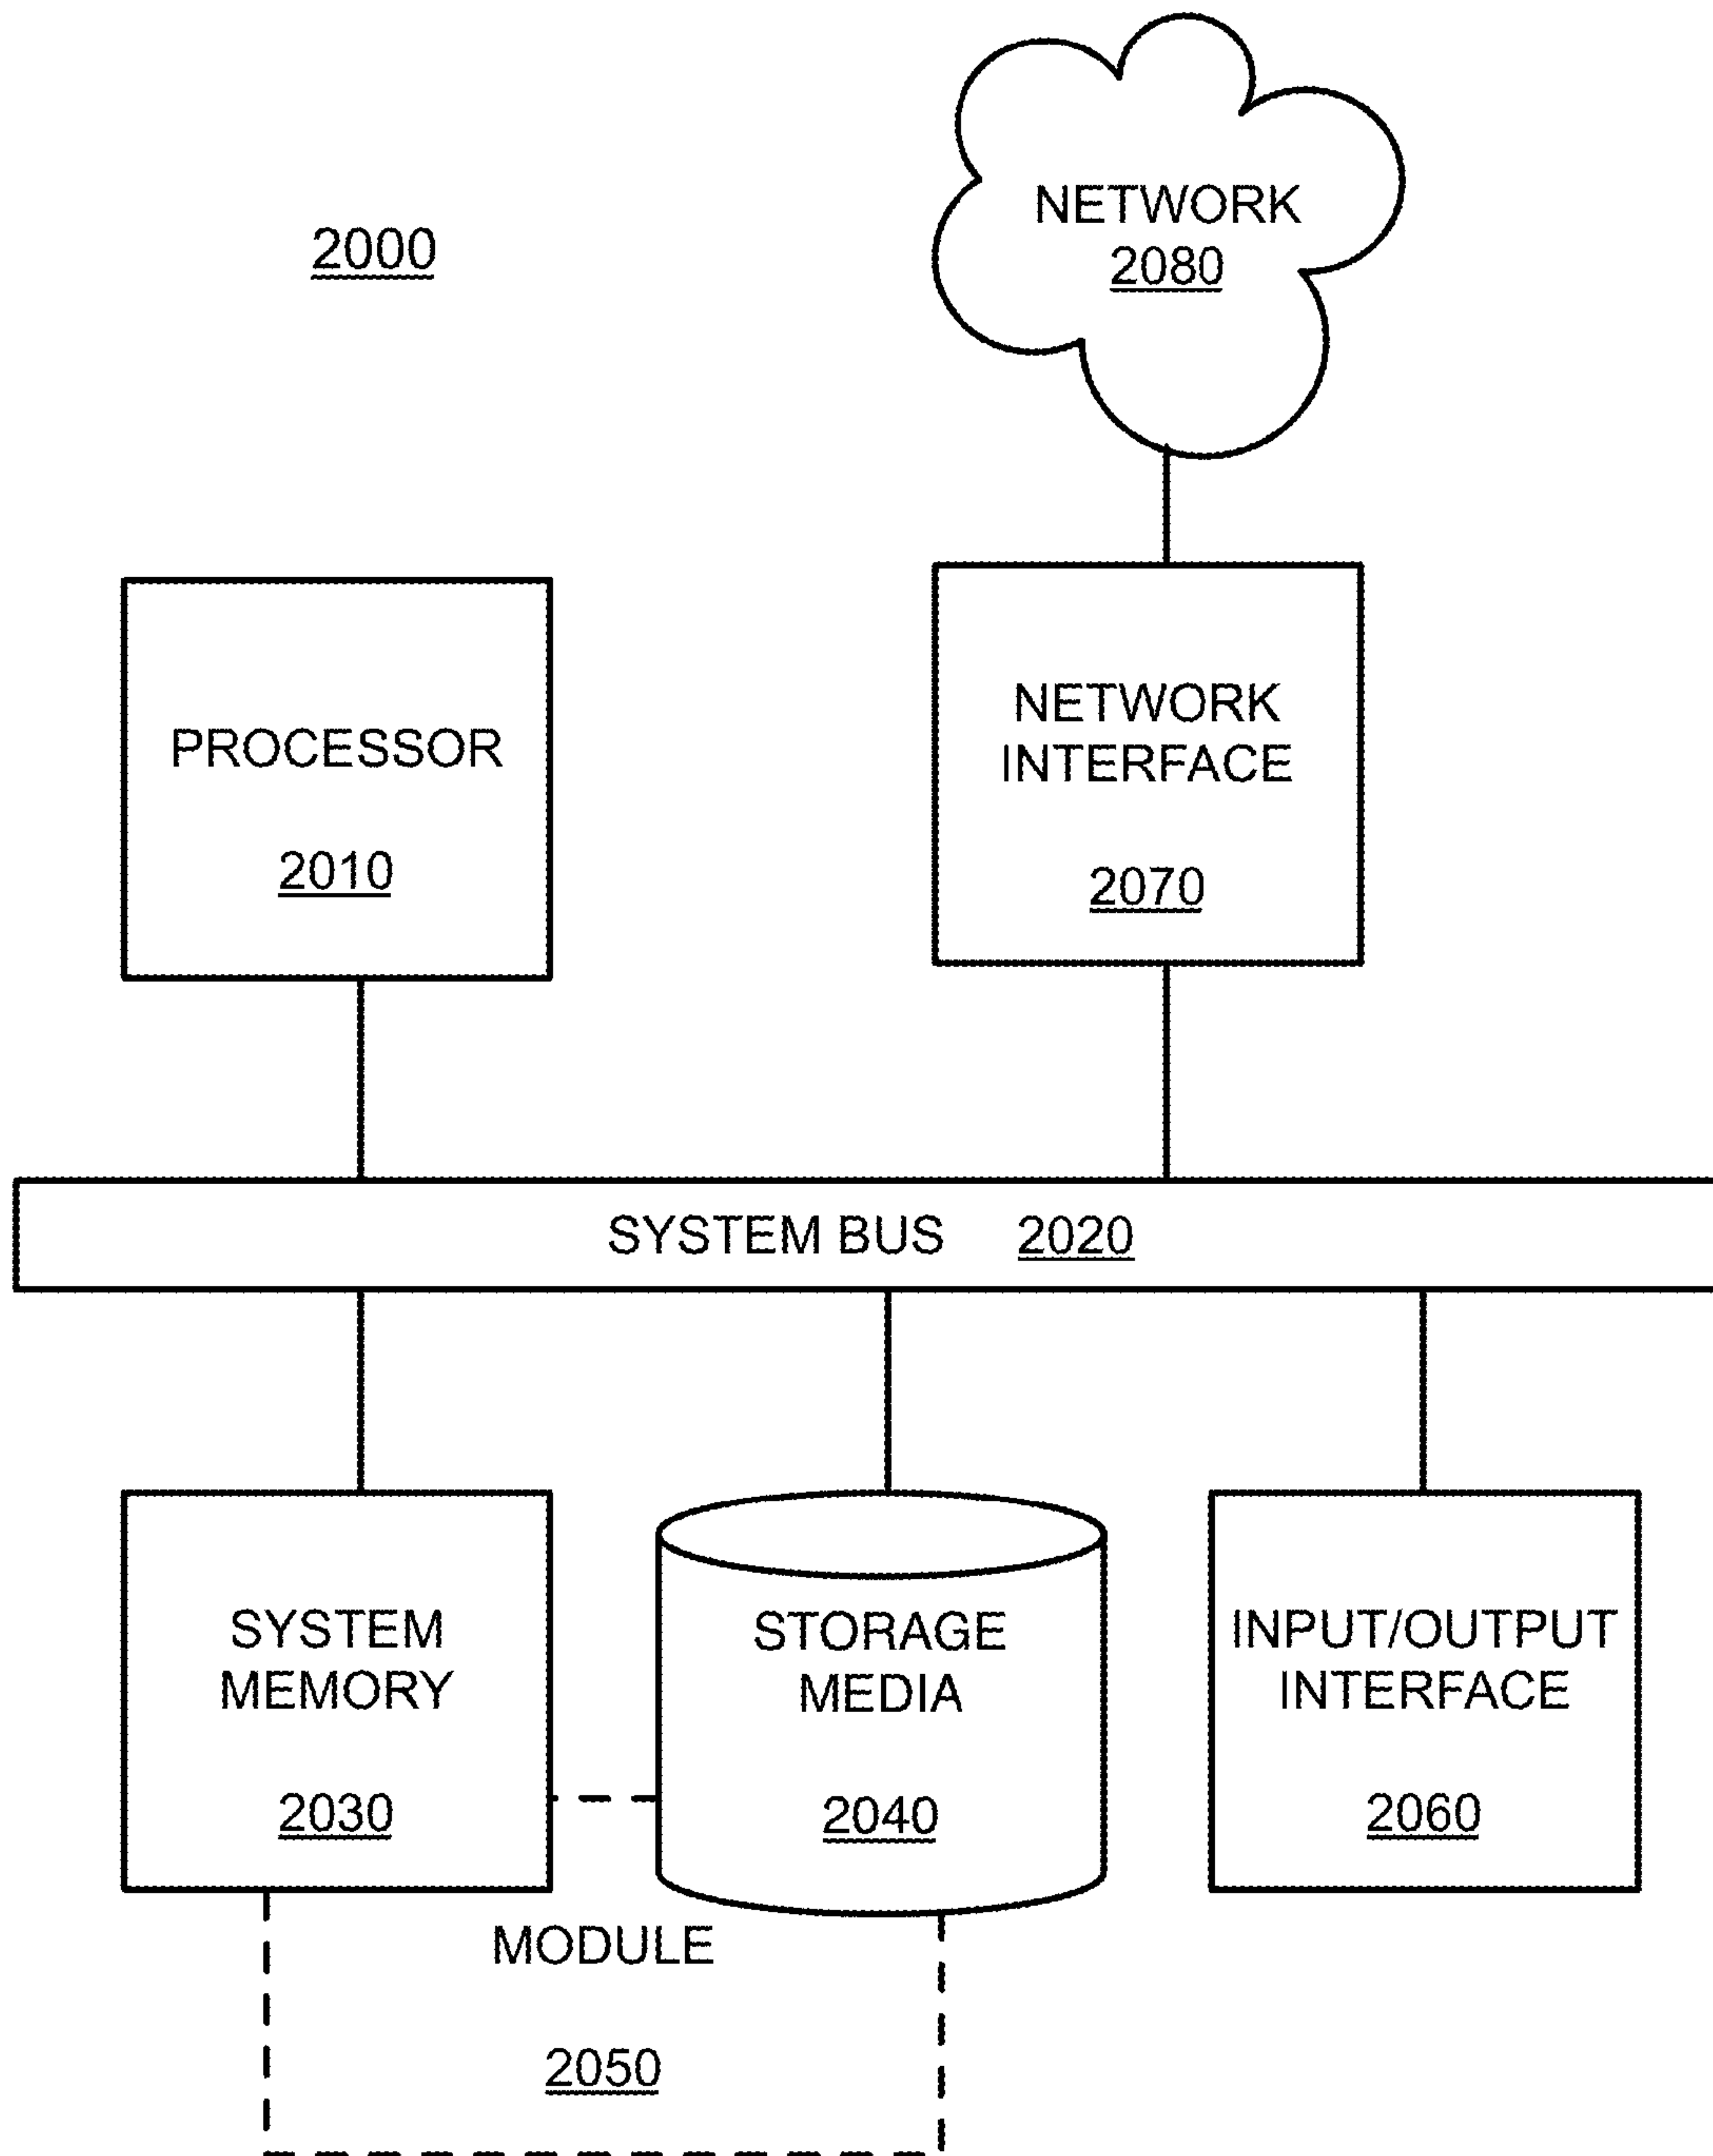 NETWORK
2080
2000
PROCESSOR
2010
NETWORK
INTERFACE
2070
SYSTEM BUS 2020
SYSTEM
MEMORY
2030
STORAGE
MEDIA
2040
INPUT/OUTPUT
INTERFACE
2060
MODULE
2050